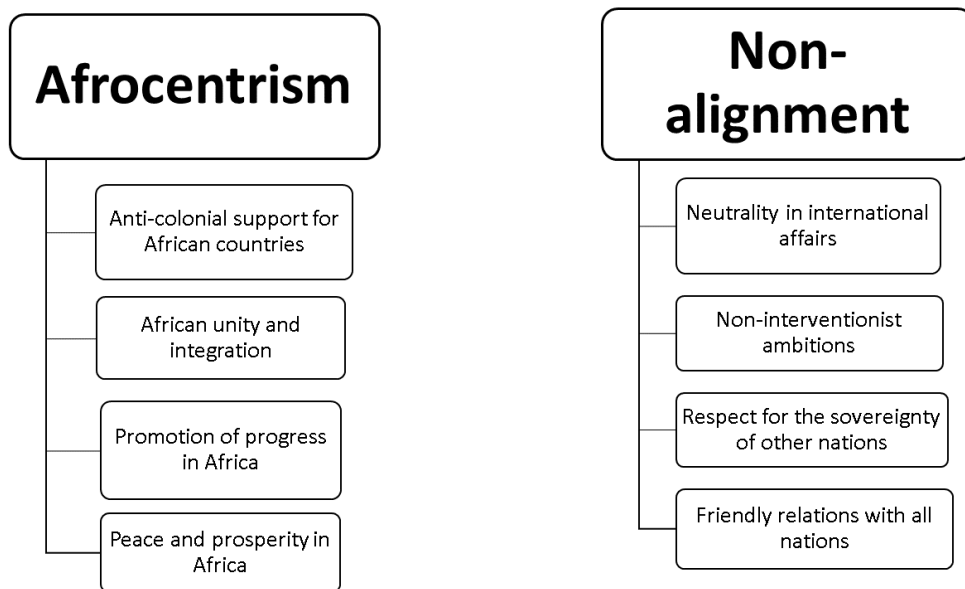 Afrocentrism
Anti-colonial support for
African countries
African unity and
integration
Promotion of progress
in Africa
Peace and prosperity in
Africa
Non-
alignment
Neutrality in international
affairs
Non-interventionist
ambitions
Respect for the sovereignty
of other nations
Friendly relations with all
nations